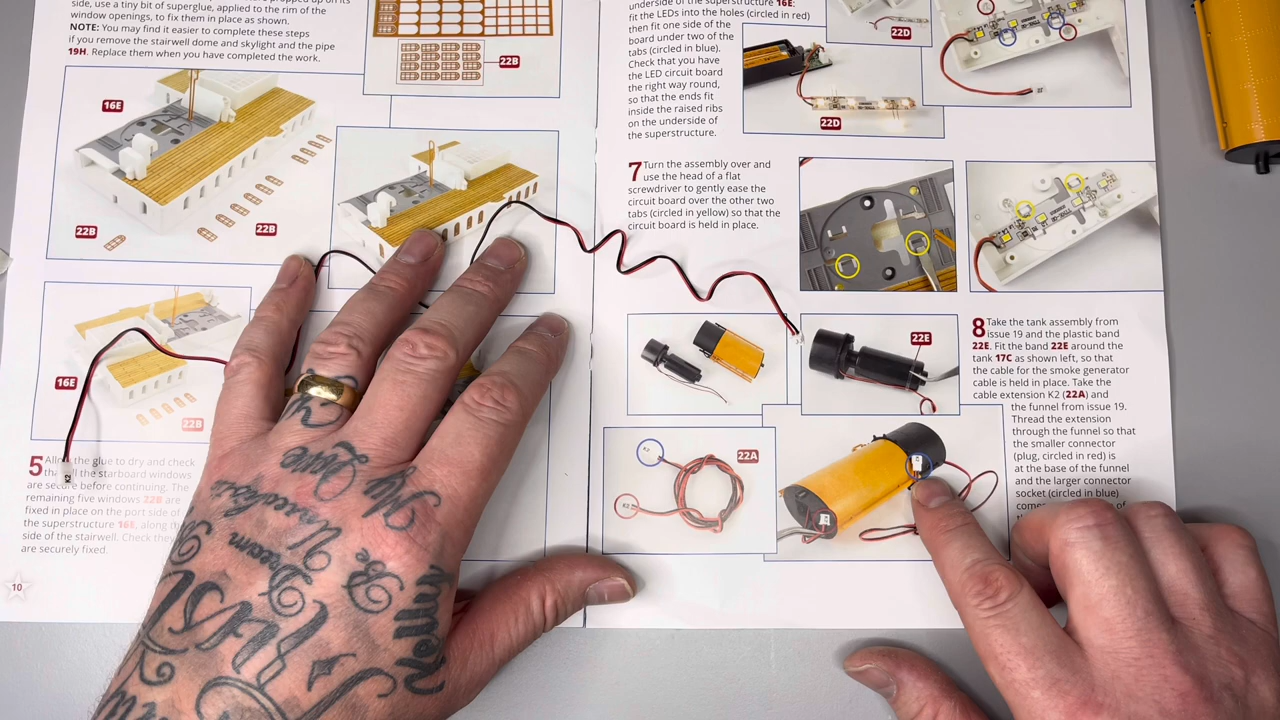 side, use a tiny bit of superglue, applied to the rim of the
window openings, to fix them in place as shown.
NOTE: You may find it easier to complete these steps
if you remove the stairwell dome and skylight and the pipe
19H. Replace them when you have completed the work.
22B
16E
22B
22B
16E
22B
5 Allow the glue to dry and check
that all the starboard windows
are secure before continuing. The
remaining five windows 22B are
fixed in place on the port side of
the superstructure 16E, along the
side of the stairwell. Check they
are securely fixed.
10
underside of the superstructure 16E:
fit the LEDs into the holes (circled in red)
then fit one side of the
board under two of the
tabs (circled in blue).
Check that you have
the LED circuit board
the right way round,
so that the ends fit
inside the raised ribs
on the underside of
the superstructure.
22D
22D
7 Turn the assembly over and
use the head of a flat
screwdriver to gently ease the
circuit board over the other two
tabs (circled in yellow) so that the
circuit board is held in place.
22E
22A
8 Take the tank assembly from
issue 19 and the plastic band
22E. Fit the band 22E around the
tank 17C as shown left, so that
the cable for the smoke generator
cable is held in place. Take the
cable extension K2 (22A) and
the funnel from issue 19.
Thread the extension
through the funnel so that
the smaller connector
(plug, circled in red) is
at the base of the funnel
and the larger connector
socket (circled in blue)
My Love
Be
Dream
Nelly